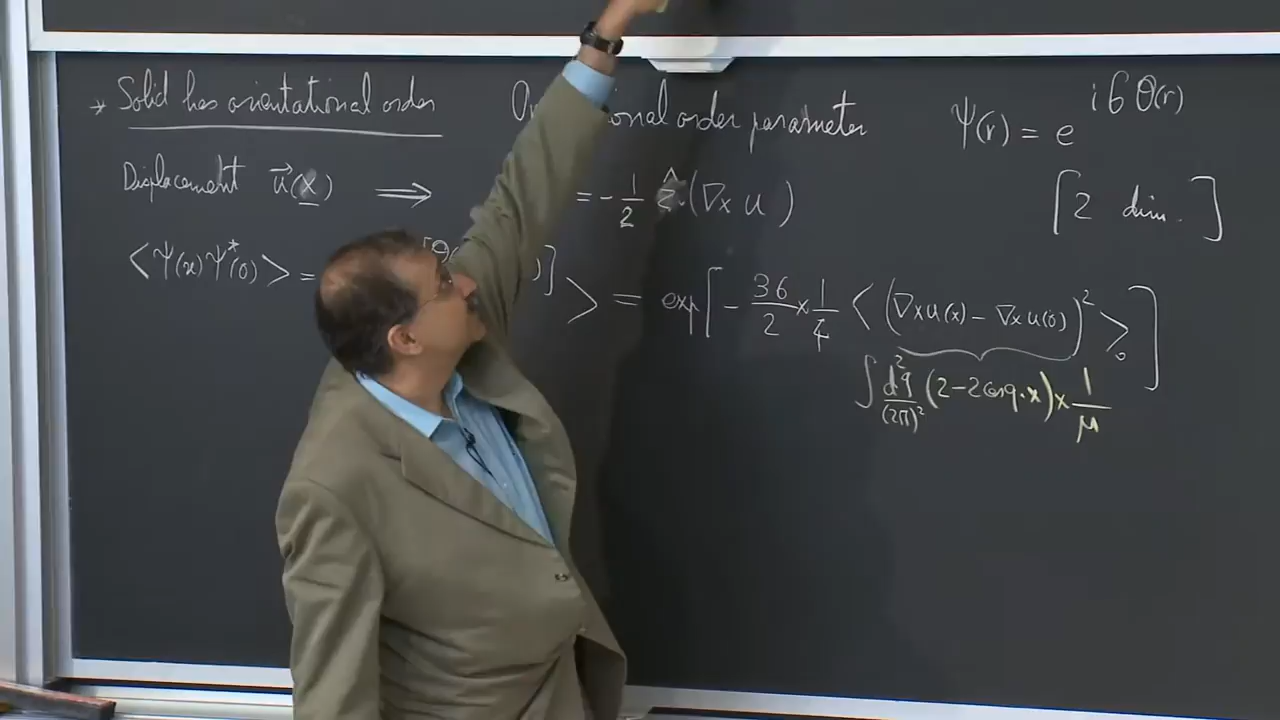 * Solid has orientational order
order parameter
Ψ(r) = e^{i6θ(r)}
Displacement u⃗(x) ⟹ = -1/2 ẑ·(∇×u)
[2 dim.]
<Ψ(x)Ψ*(0)> = )]> = exp[-36/2 × 1/4 <(∇×u(x) - ∇×u(0))²>₀]
∫ d²q/(2π)² (2-2cos q·x) × 1/μ